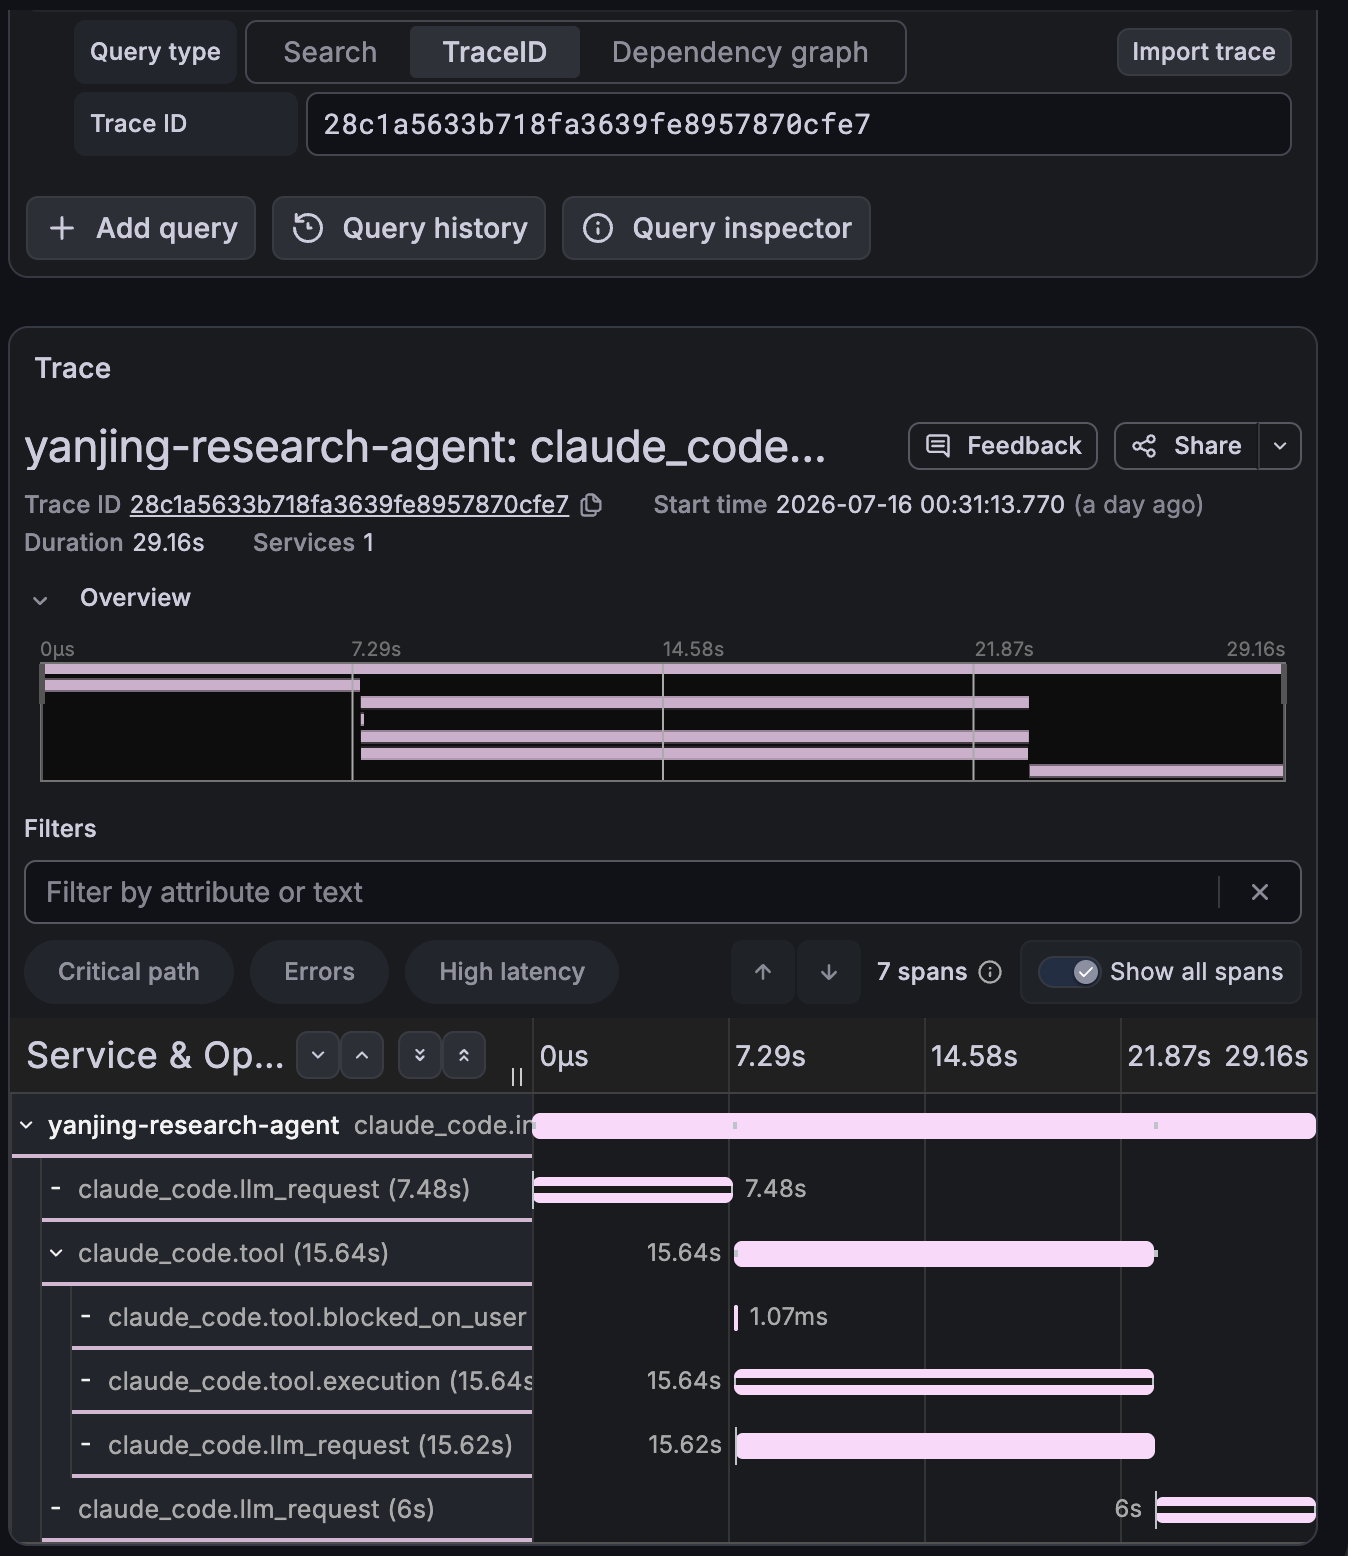 Query type Search TraceID Dependency graph Import trace
Trace ID 28c1a5633b718fa3639fe8957870cfe7
Add query Query history Query inspector
Trace
yanjing-research-agent: claude_code... Feedback Share
Trace ID 28c1a5633b718fa3639fe8957870cfe7 Start time 2026-07-16 00:31:13.770 (a day ago)
Duration 29.16s Services 1
Overview
0μs 7.29s 14.58s 21.87s 29.16s
Filters
Filter by attribute or text
Critical path Errors High latency 7 spans Show all spans
Service & Op... 0μs 7.29s 14.58s 21.87s 29.16s
yanjing-research-agent claude_code.in
claude_code.llm_request (7.48s) 7.48s
claude_code.tool (15.64s) 15.64s
claude_code.tool.blocked_on_user 1.07ms
claude_code.tool.execution (15.64s 15.64s
claude_code.llm_request (15.62s) 15.62s
claude_code.llm_request (6s) 6s